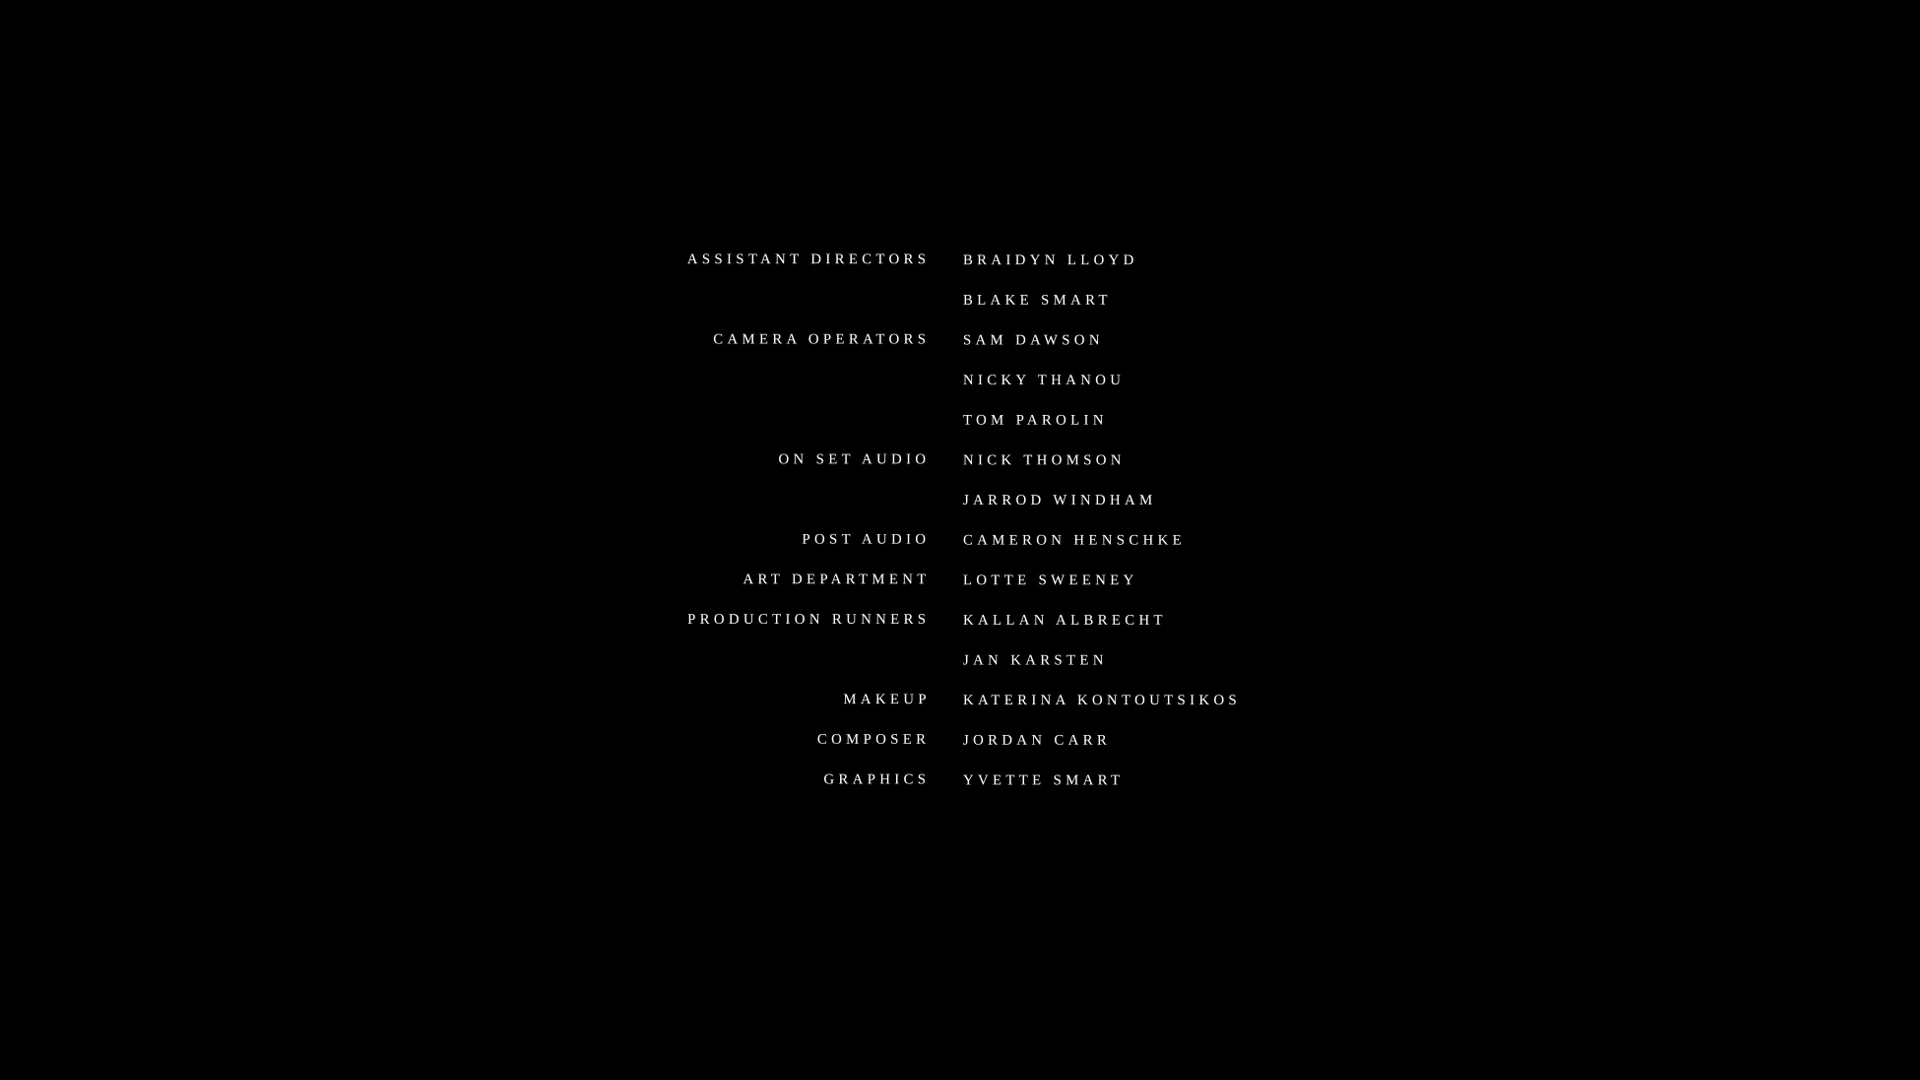 ASSISTANT DIRECTORS BRAIDYN LLOYD
BLAKE SMART
CAMERA OPERATORS SAM DAWSON
NICKY THANOU
TOM PAROLIN
ON SET AUDIO NICK THOMSON
JARROD WINDHAM
POST AUDIO CAMERON HENSCHKE
ART DEPARTMENT LOTTE SWEENEY
PRODUCTION RUNNERS KALLAN ALBRECHT
JAN KARSTEN
MAKEUP KATERINA KONTOUTSIKOS
COMPOSER JORDAN CARR
GRAPHICS YVETTE SMART